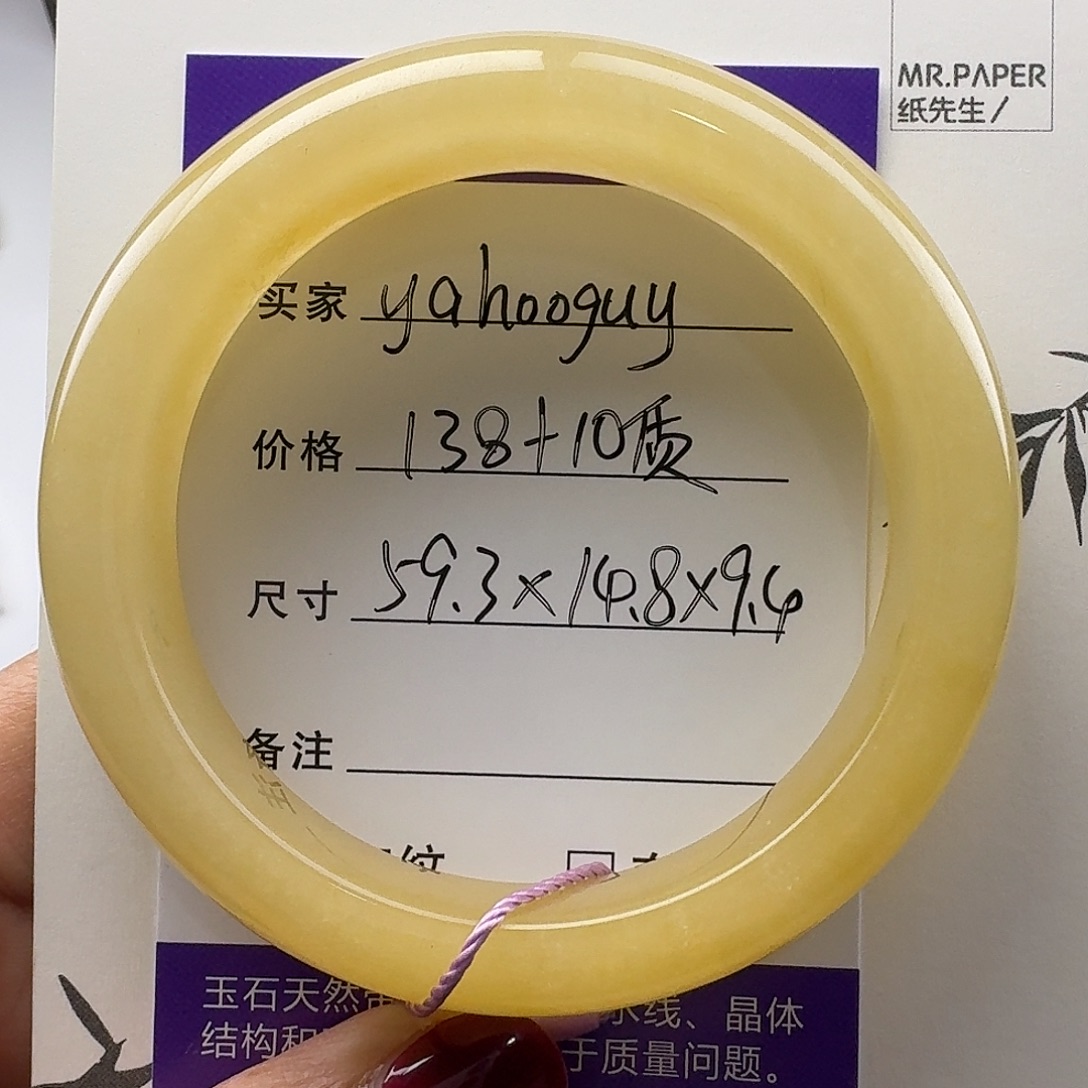 MR.PAPER
纸先生/
买家 yahooguy
价格 138+10质
尺寸 59.3×14.8×9.4
备注
纹 □
玉石天然 水线、晶体
结构和 于质量问题。